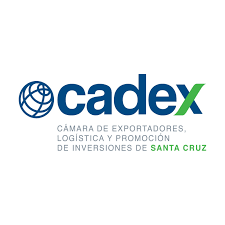 cadex
CÁMARA DE EXPORTADORES,
LOGÍSTICA Y PROMOCIÓN
DE INVERSIONES DE SANTA CRUZ